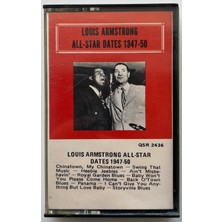 LOUIS ARMSTRONG
ALL-STAR DATES 1947-50
QSR 2436
LOUIS ARMSTRONG ALL-STAR
DATES 1947-50
Chinatown, My Chinatown — Swing That
Music — Heebie Jeebies — Ain't Misbe-
havin' — Royal Garden Blues — Baby Won't
You Please Come Home — Back O'Town
Blues — Panama — I Can't Give You Any-
thing But Love Baby — Storyville Blues